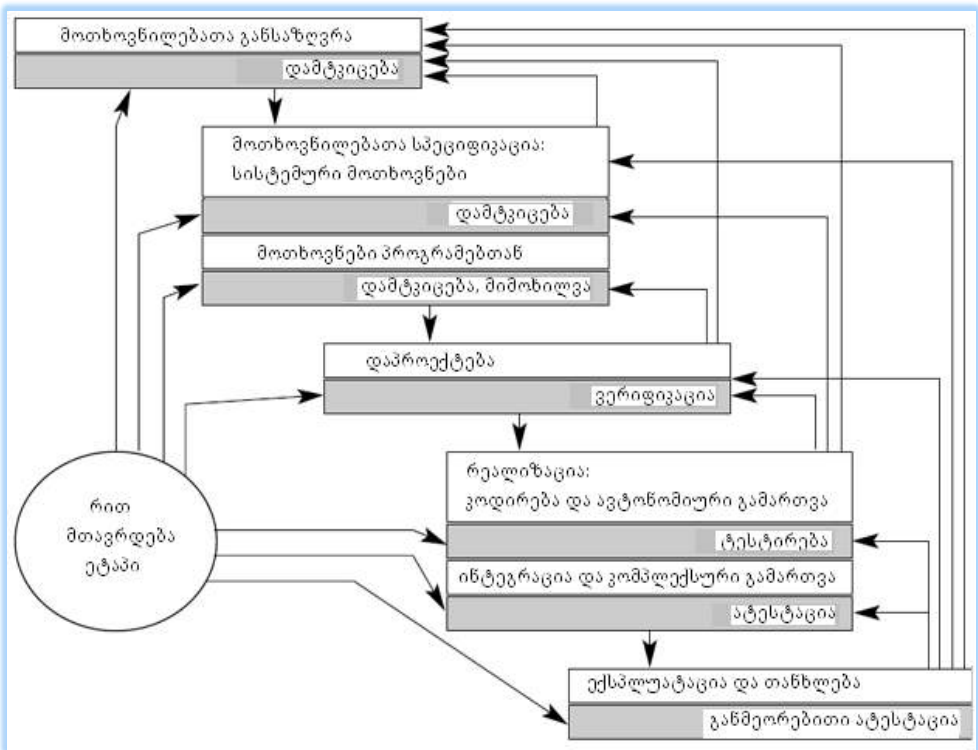 მოთხოვნილებათა განსაზღვრა
დამტკიცება
მოთხოვნილებათა სპეციფიკაცია:
სისტემური მოთხოვნები
დამტკიცება
მოთხოვნები პროგრამებთან
დამტკიცება, მიმოხილვა
დაპროექტება
ვერიფიკაცია
რეალიზაცია:
კოდირება და ავტონომიური გამართვა
ტესტირება
ინტეგრაცია და კომპლექსური გამართვა
ატესტაცია
ექსპლუატაცია და თანხლება
განმეორებითი ატესტაცია
რით
მთავრდება
ეტაპი